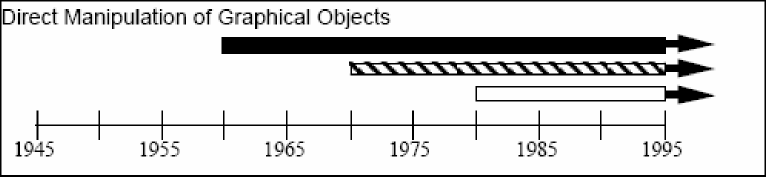 Direct Manipulation of Graphical Objects
1945 1955 1965 1975 1985 1995